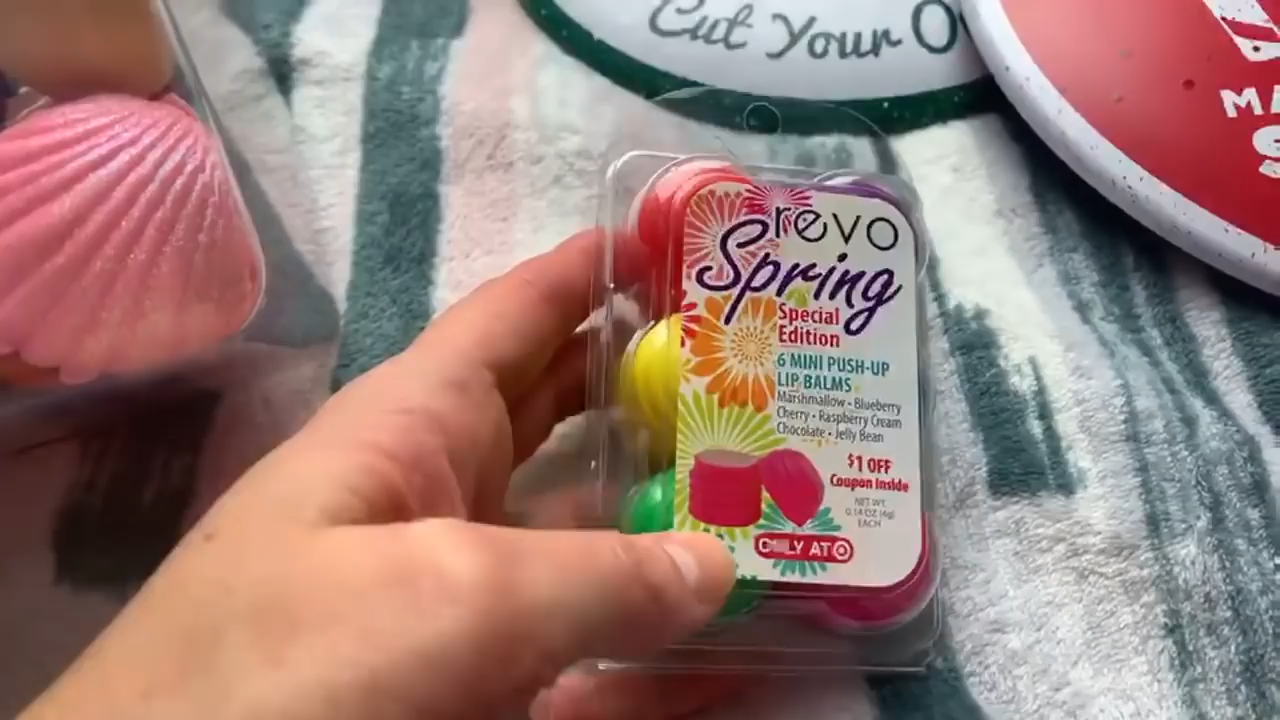 Cut Your O
MA
S
revo
Spring
Special
Edition
6 MINI PUSH-UP
LIP BALMS
Marshmallow • Blueberry
Cherry • Raspberry Cream
Chocolate • Jelly Bean
$1 OFF
Coupon Inside
NET WT.
0.14 OZ (4g)
EACH
ONLY AT